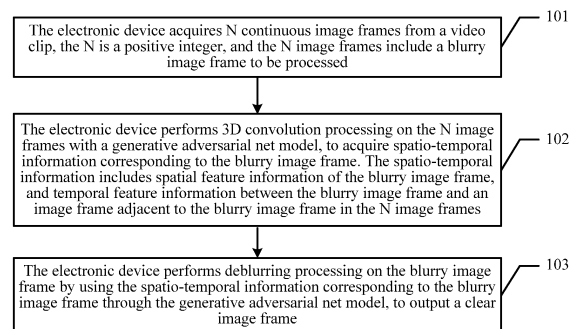 The electronic device acquires N continuous image frames from a video
clip, the N is a positive integer, and the N image frames include a blurry
image frame to be processed
101
The electronic device performs 3D convolution processing on the N image
frames with a generative adversarial net model, to acquire spatio-temporal
information corresponding to the blurry image frame. The spatio-temporal
information includes spatial feature information of the blurry image frame,
and temporal feature information between the blurry image frame and an
image frame adjacent to the blurry image frame in the N image frames
102
The electronic device performs deblurring processing on the blurry image
frame by using the spatio-temporal information corresponding to the blurry
image frame through the generative adversarial net model, to output a clear
image frame
103